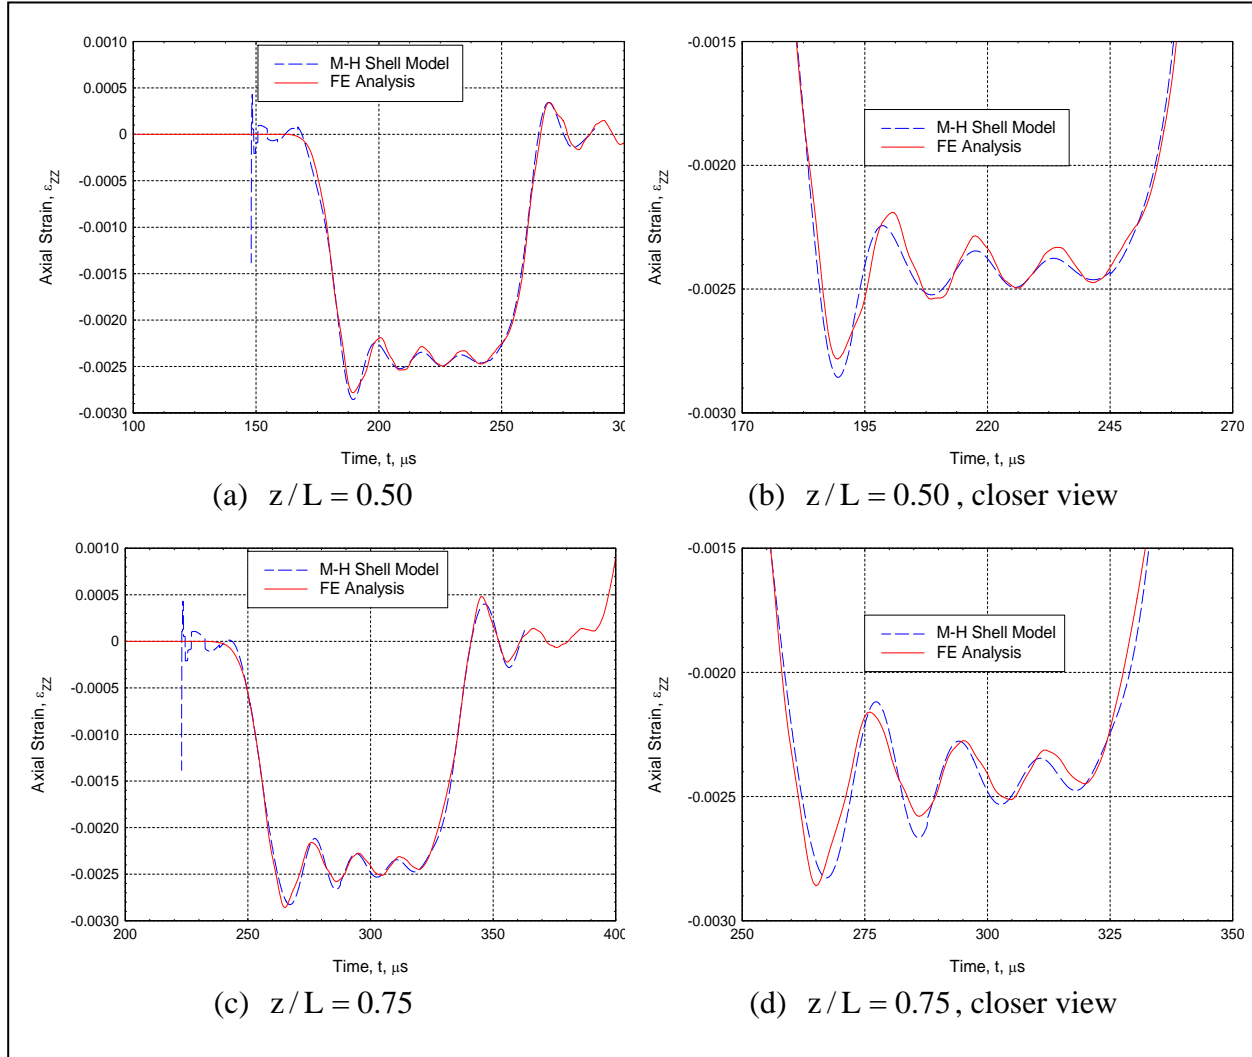 0.0010
0.0005
0
-0.0005
-0.0010
-0.0015
-0.0020
-0.0025
-0.0030
100
150
200
250
300
Axial Strain, εZZ
Time, t, μs
M-H Shell Model
FE Analysis
(a) z / L = 0.50
-0.0015
-0.0020
-0.0025
-0.0030
170
195
220
245
270
Axial Strain, εZZ
Time, t, μs
M-H Shell Model
FE Analysis
(b) z / L = 0.50 , closer view
0.0010
0.0005
0
-0.0005
-0.0010
-0.0015
-0.0020
-0.0025
-0.0030
200
250
300
350
400
Axial Strain, εZZ
Time, t, μs
M-H Shell Model
FE Analysis
(c) z / L = 0.75
-0.0015
-0.0020
-0.0025
-0.0030
250
275
300
325
350
Axial Strain, εZZ
Time, t, μs
M-H Shell Model
FE Analysis
(d) z / L = 0.75 , closer view